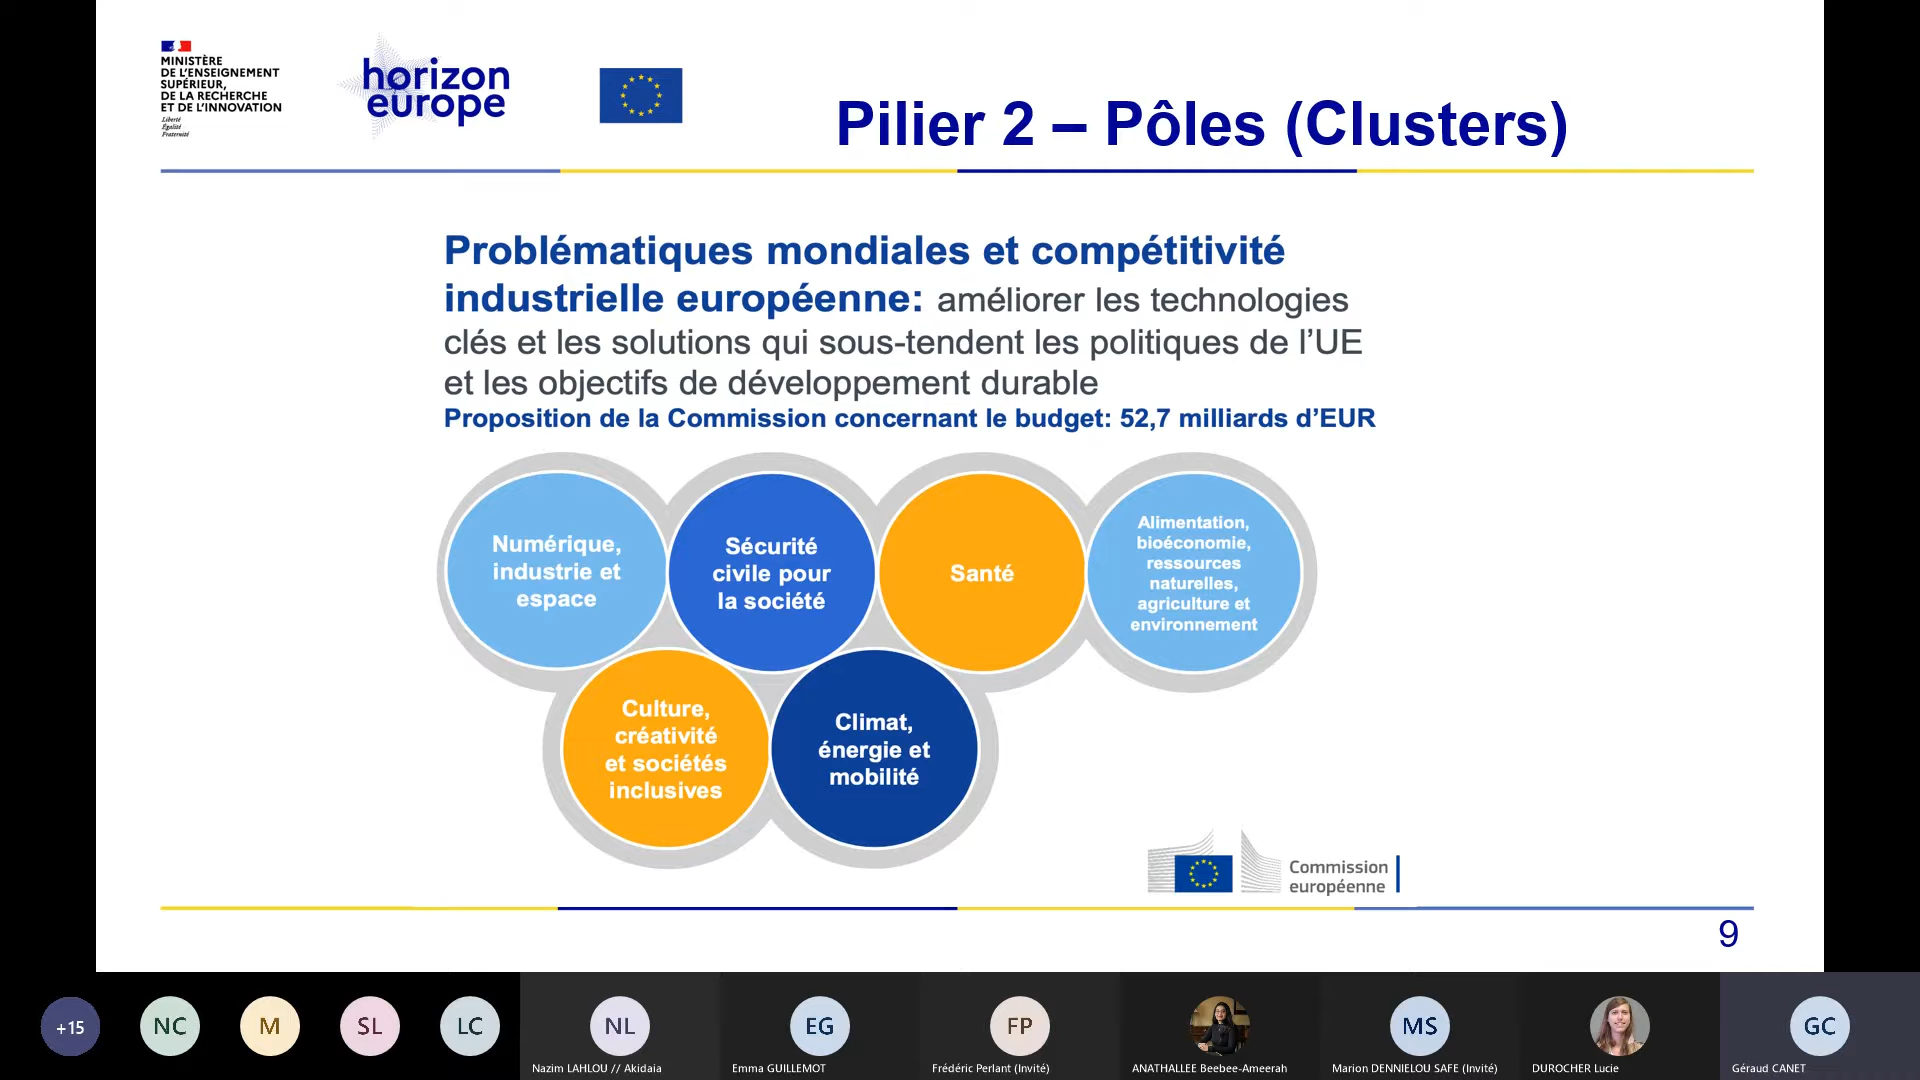 MINISTÈRE
DE L'ENSEIGNEMENT
SUPÉRIEUR,
DE LA RECHERCHE
ET DE L'INNOVATION
Liberté
Égalité
Fraternité
horizon
europe
Pilier 2 – Pôles (Clusters)
Problématiques mondiales et compétitivité
industrielle européenne: améliorer les technologies
clés et les solutions qui sous-tendent les politiques de l'UE
et les objectifs de développement durable
Proposition de la Commission concernant le budget: 52,7 milliards d'EUR
Numérique,
industrie et
espace
Sécurité
civile pour
la société
Santé
Alimentation,
bioéconomie,
ressources
naturelles,
agriculture et
environnement
Culture,
créativité
et sociétés
inclusives
Climat,
énergie et
mobilité
Commission
européenne
9
+15
NC
M
SL
LC
NL
Nazim LAHLOU // Akidaia
EG
Emma GUILLEMOT
FP
Frédéric Perlant (Invité)
ANATHALLEE Beebee-Ameerah
MS
Marion DENNIELOU SAFE (Invité)
DUROCHER Lucie
GC
Géraud CANET